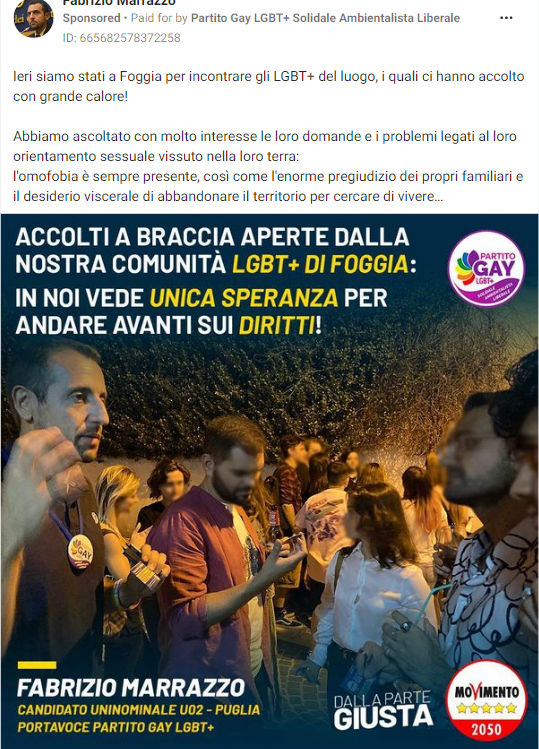 Fabrizio Marrazzo
Sponsored • Paid for by Partito Gay LGBT+ Solidale Ambientalista Liberale
ID: 665682578372258
Ieri siamo stati a Foggia per incontrare gli LGBT+ del luogo, i quali ci hanno accolto
con grande calore!
Abbiamo ascoltato con molto interesse le loro domande e i problemi legati al loro
orientamento sessuale vissuto nella loro terra:
l'omofobia è sempre presente, così come l'enorme pregiudizio dei propri familiari e
il desiderio viscerale di abbandonare il territorio per cercare di vivere...
ACCOLTI A BRACCIA APERTE DALLA
NOSTRA COMUNITÀ LGBT+ DI FOGGIA:
IN NOI VEDE UNICA SPERANZA PER
ANDARE AVANTI SUI DIRITTI!
PARTITO
GAY
LGBT+
SOLIDALE
AMBIENTALISTA
LIBERALE
GAY
FABRIZIO MARRAZZO
CANDIDATO UNINOMINALE U02 - PUGLIA
PORTAVOCE PARTITO GAY LGBT+
DALLA PARTE
GIUSTA
MOVIMENTO
2050